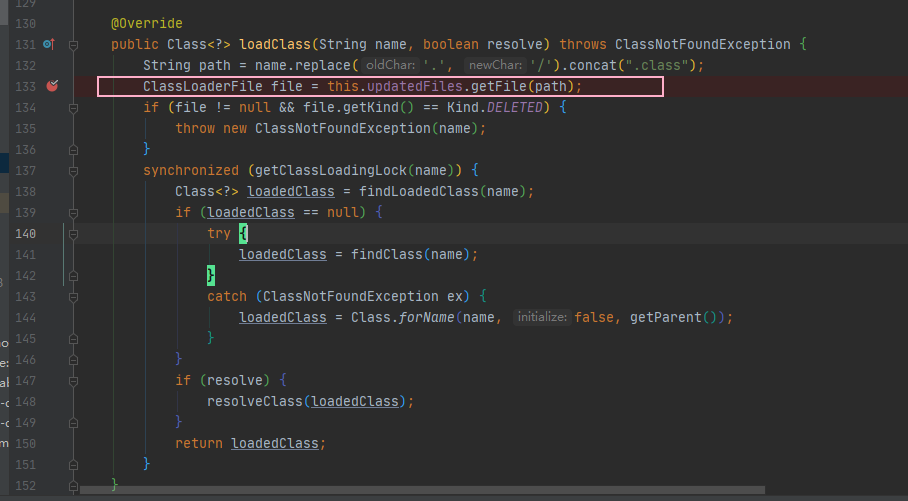 129
130 @Override
131 public Class<?> loadClass(String name, boolean resolve) throws ClassNotFoundException {
132 String path = name.replace( oldChar: '.', newChar: '/').concat(".class");
133 ClassLoaderFile file = this.updatedFiles.getFile(path);
134 if (file != null && file.getKind() == Kind.DELETED) {
135 throw new ClassNotFoundException(name);
136 }
137 synchronized (getClassLoadingLock(name)) {
138 Class<?> loadedClass = findLoadedClass(name);
139 if (loadedClass == null) {
140 try {
141 loadedClass = findClass(name);
142 }
143 catch (ClassNotFoundException ex) {
144 loadedClass = Class.forName(name, initialize: false, getParent());
145 }
146 }
147 if (resolve) {
148 resolveClass(loadedClass);
149 }
150 return loadedClass;
151 }
152 }